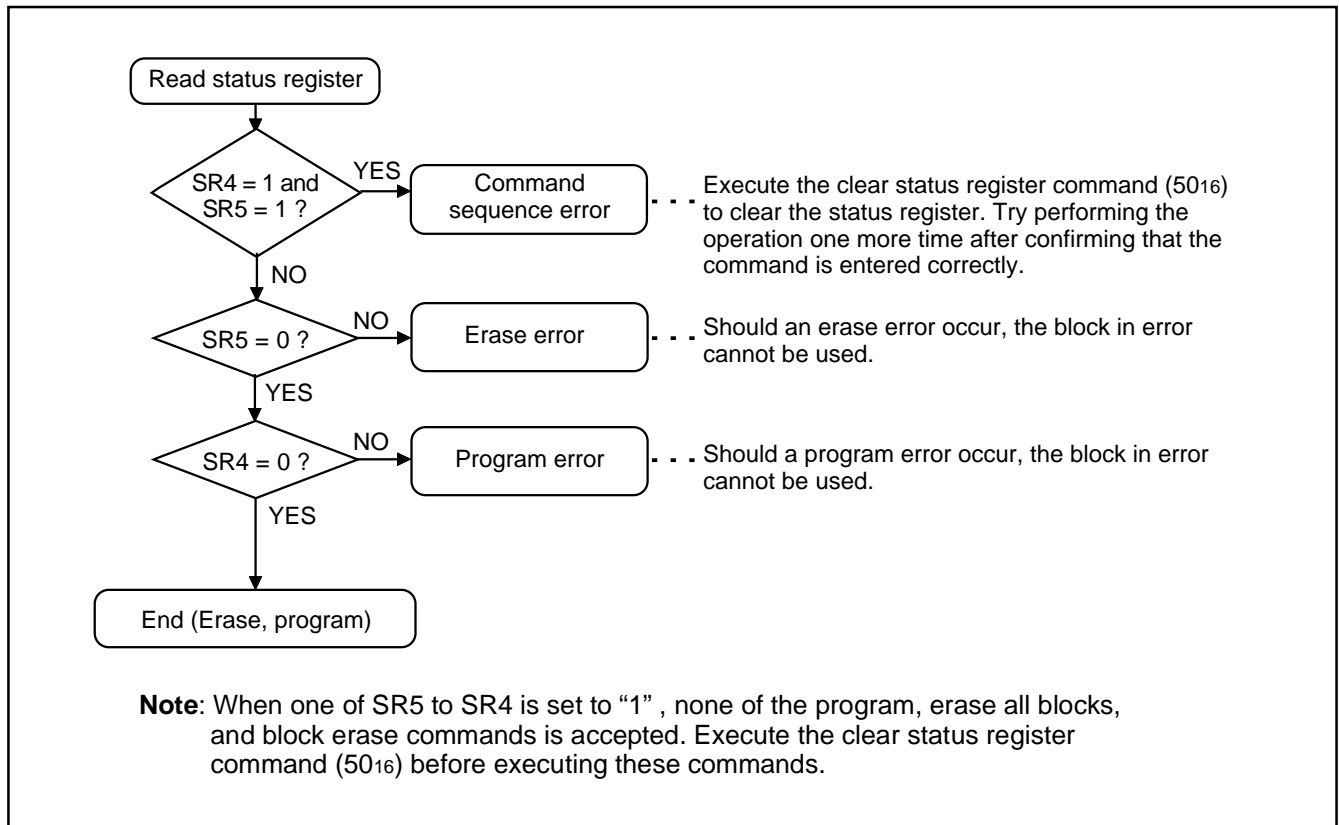 Read status register
SR4 = 1 and
SR5 = 1 ?
YES
Command
sequence error
Execute the clear status register command (5016)
to clear the status register. Try performing the
operation one more time after confirming that the
command is entered correctly.
NO
SR5 = 0 ?
NO
Erase error
Should an erase error occur, the block in error
cannot be used.
YES
SR4 = 0 ?
NO
Program error
Should a program error occur, the block in error
cannot be used.
YES
End (Erase, program)
Note: When one of SR5 to SR4 is set to “1” , none of the program, erase all blocks,
and block erase commands is accepted. Execute the clear status register
command (5016) before executing these commands.